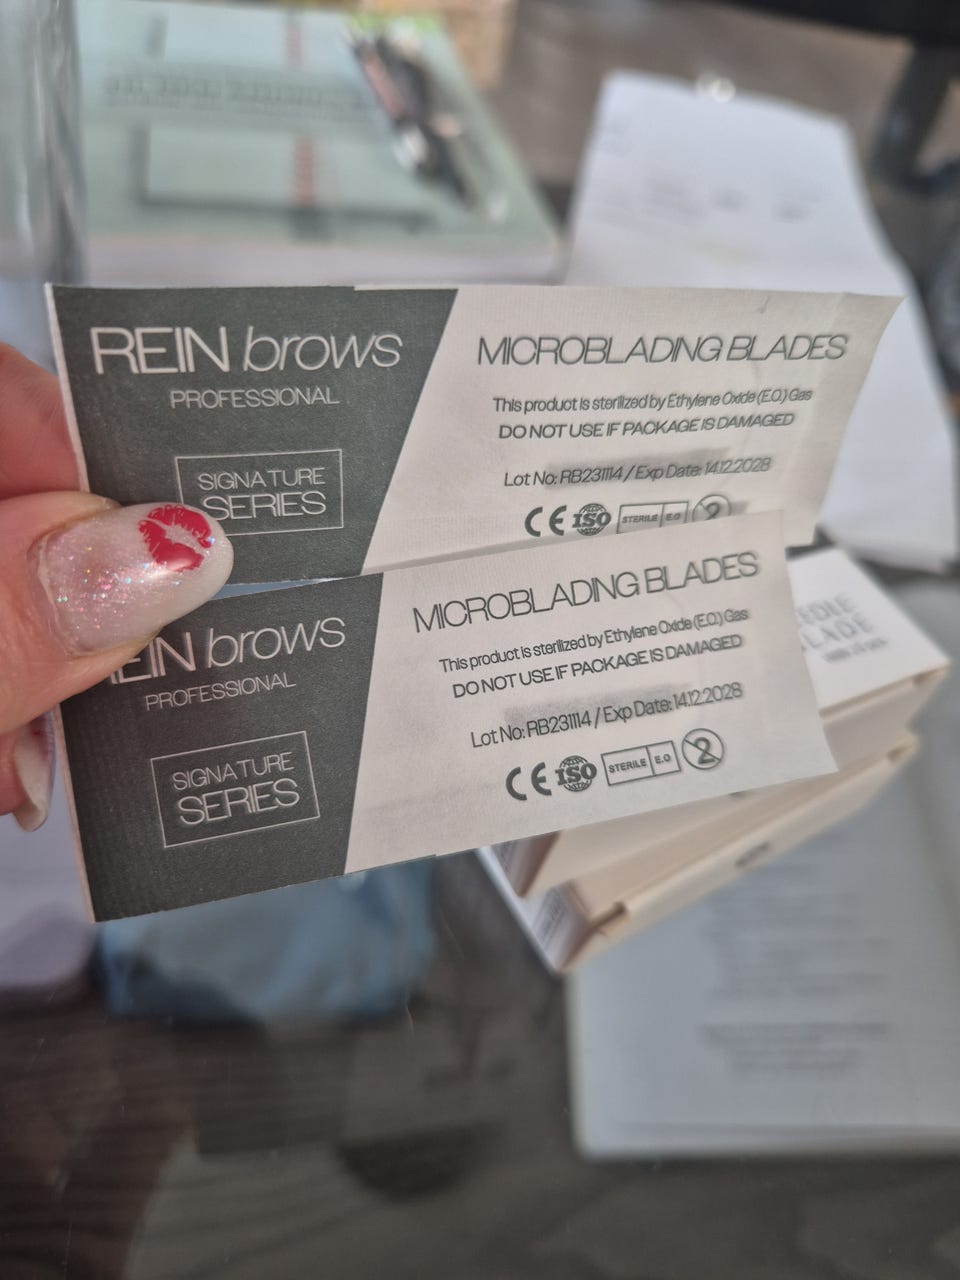 REIN brows
PROFESSIONAL
SIGNATURE
SERIES
MICROBLADING BLADES
This product is sterilized by Ethylene Oxide (E.O.) Gas
DO NOT USE IF PACKAGE IS DAMAGED
Lot No: RB231114 / Exp Date: 14.12.2028
CE ISO STERILE E.O 2
EIN brows
PROFESSIONAL
SIGNATURE
SERIES
MICROBLADING BLADES
This product is sterilized by Ethylene Oxide (E.O.) Gas
DO NOT USE IF PACKAGE IS DAMAGED
Lot No: RB231114 / Exp Date: 14.12.2028
CE ISO STERILE E.O 2